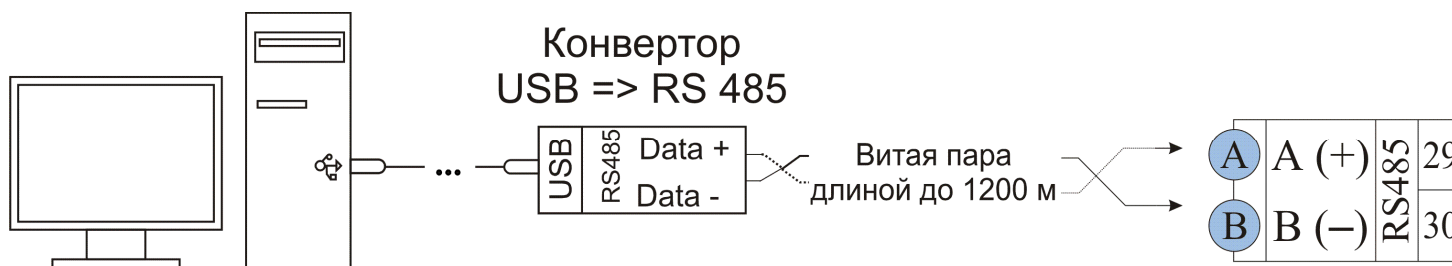 Конвертор
USB => RS 485
USB
RS485
Data +
Data -
...
Витая пара
длиной до 1200 м
A
A (+)
B
B (–)
RS485
29
30